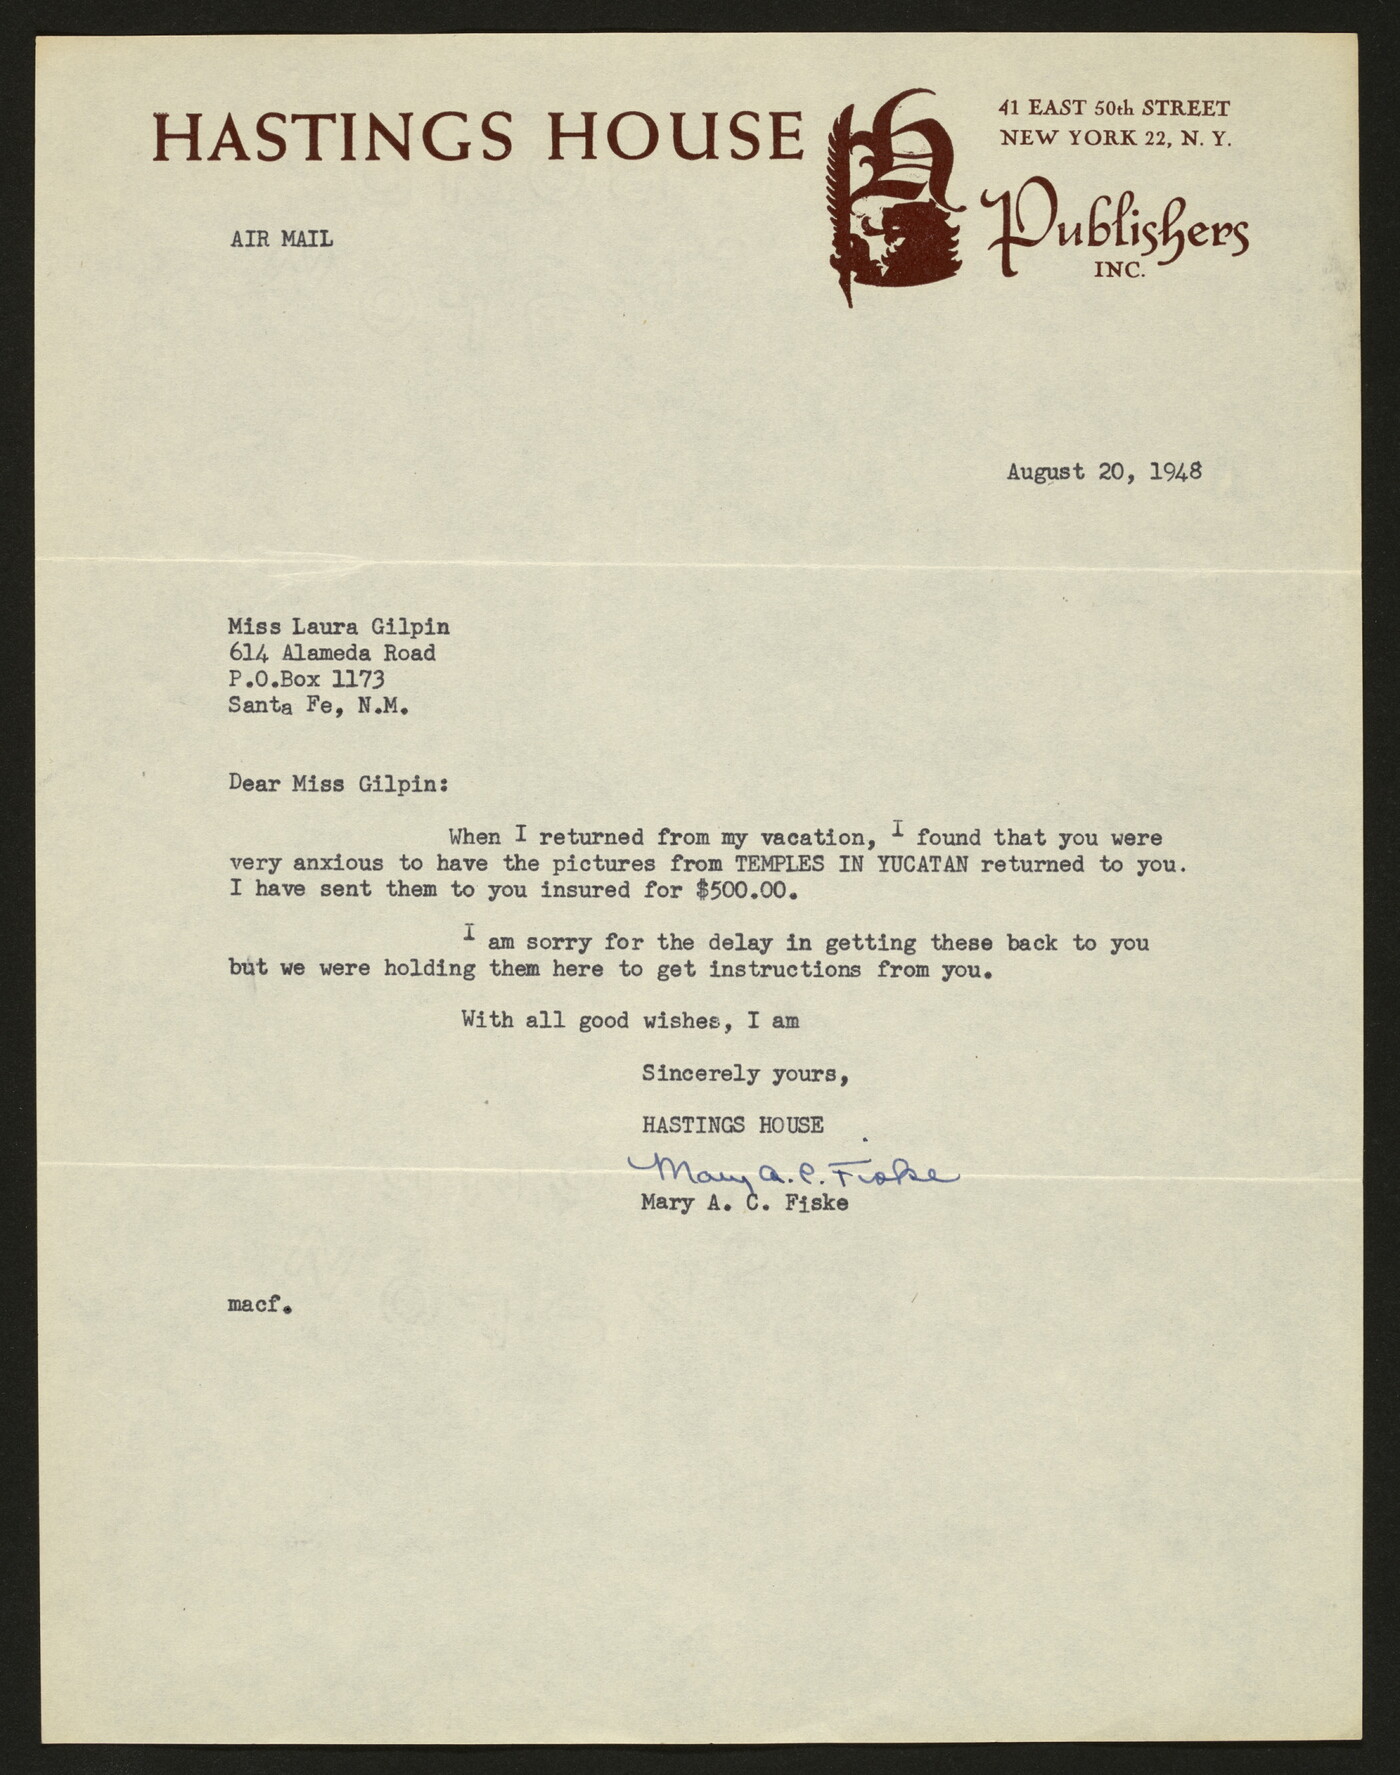 HASTINGS HOUSE
H
41 EAST 50th STREET
NEW YORK 22, N. Y.
Publishers
INC.
AIR MAIL
August 20, 1948
Miss Laura Gilpin
614 Alameda Road
P.O.Box 1173
Santa Fe, N.M.
Dear Miss Gilpin:
When I returned from my vacation, I found that you were
very anxious to have the pictures from TEMPLES IN YUCATAN returned to you.
I have sent them to you insured for $500.00.
I am sorry for the delay in getting these back to you
but we were holding them here to get instructions from you.
With all good wishes, I am
Sincerely yours,
HASTINGS HOUSE
Mary A. C. Fiske
Mary A. C. Fiske
macf.